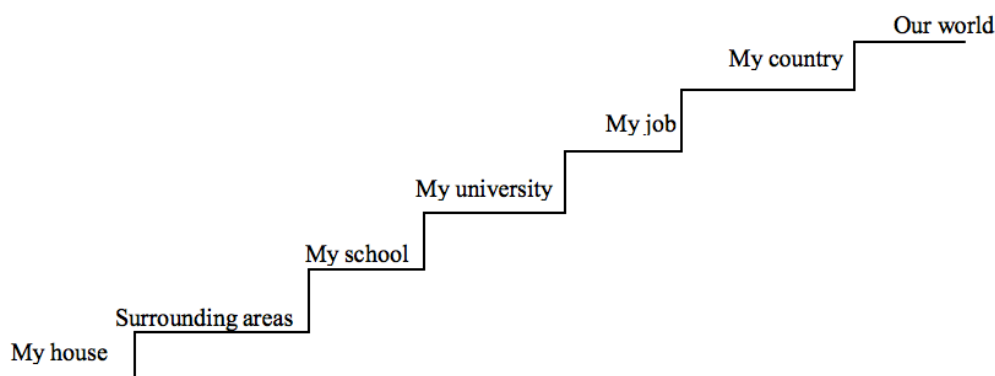 Our world
My country
My job
My university
My school
Surrounding areas
My house